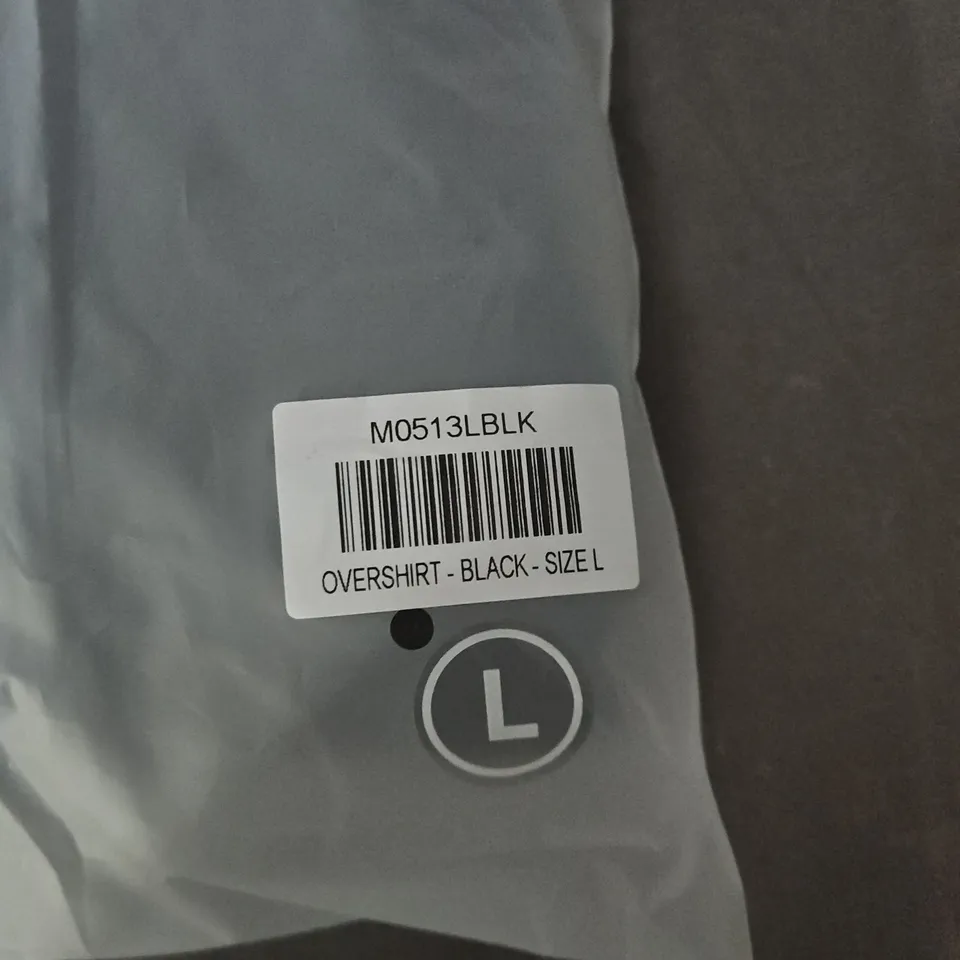 M0513LBLK
OVERSHIRT - BLACK - SIZE L
L